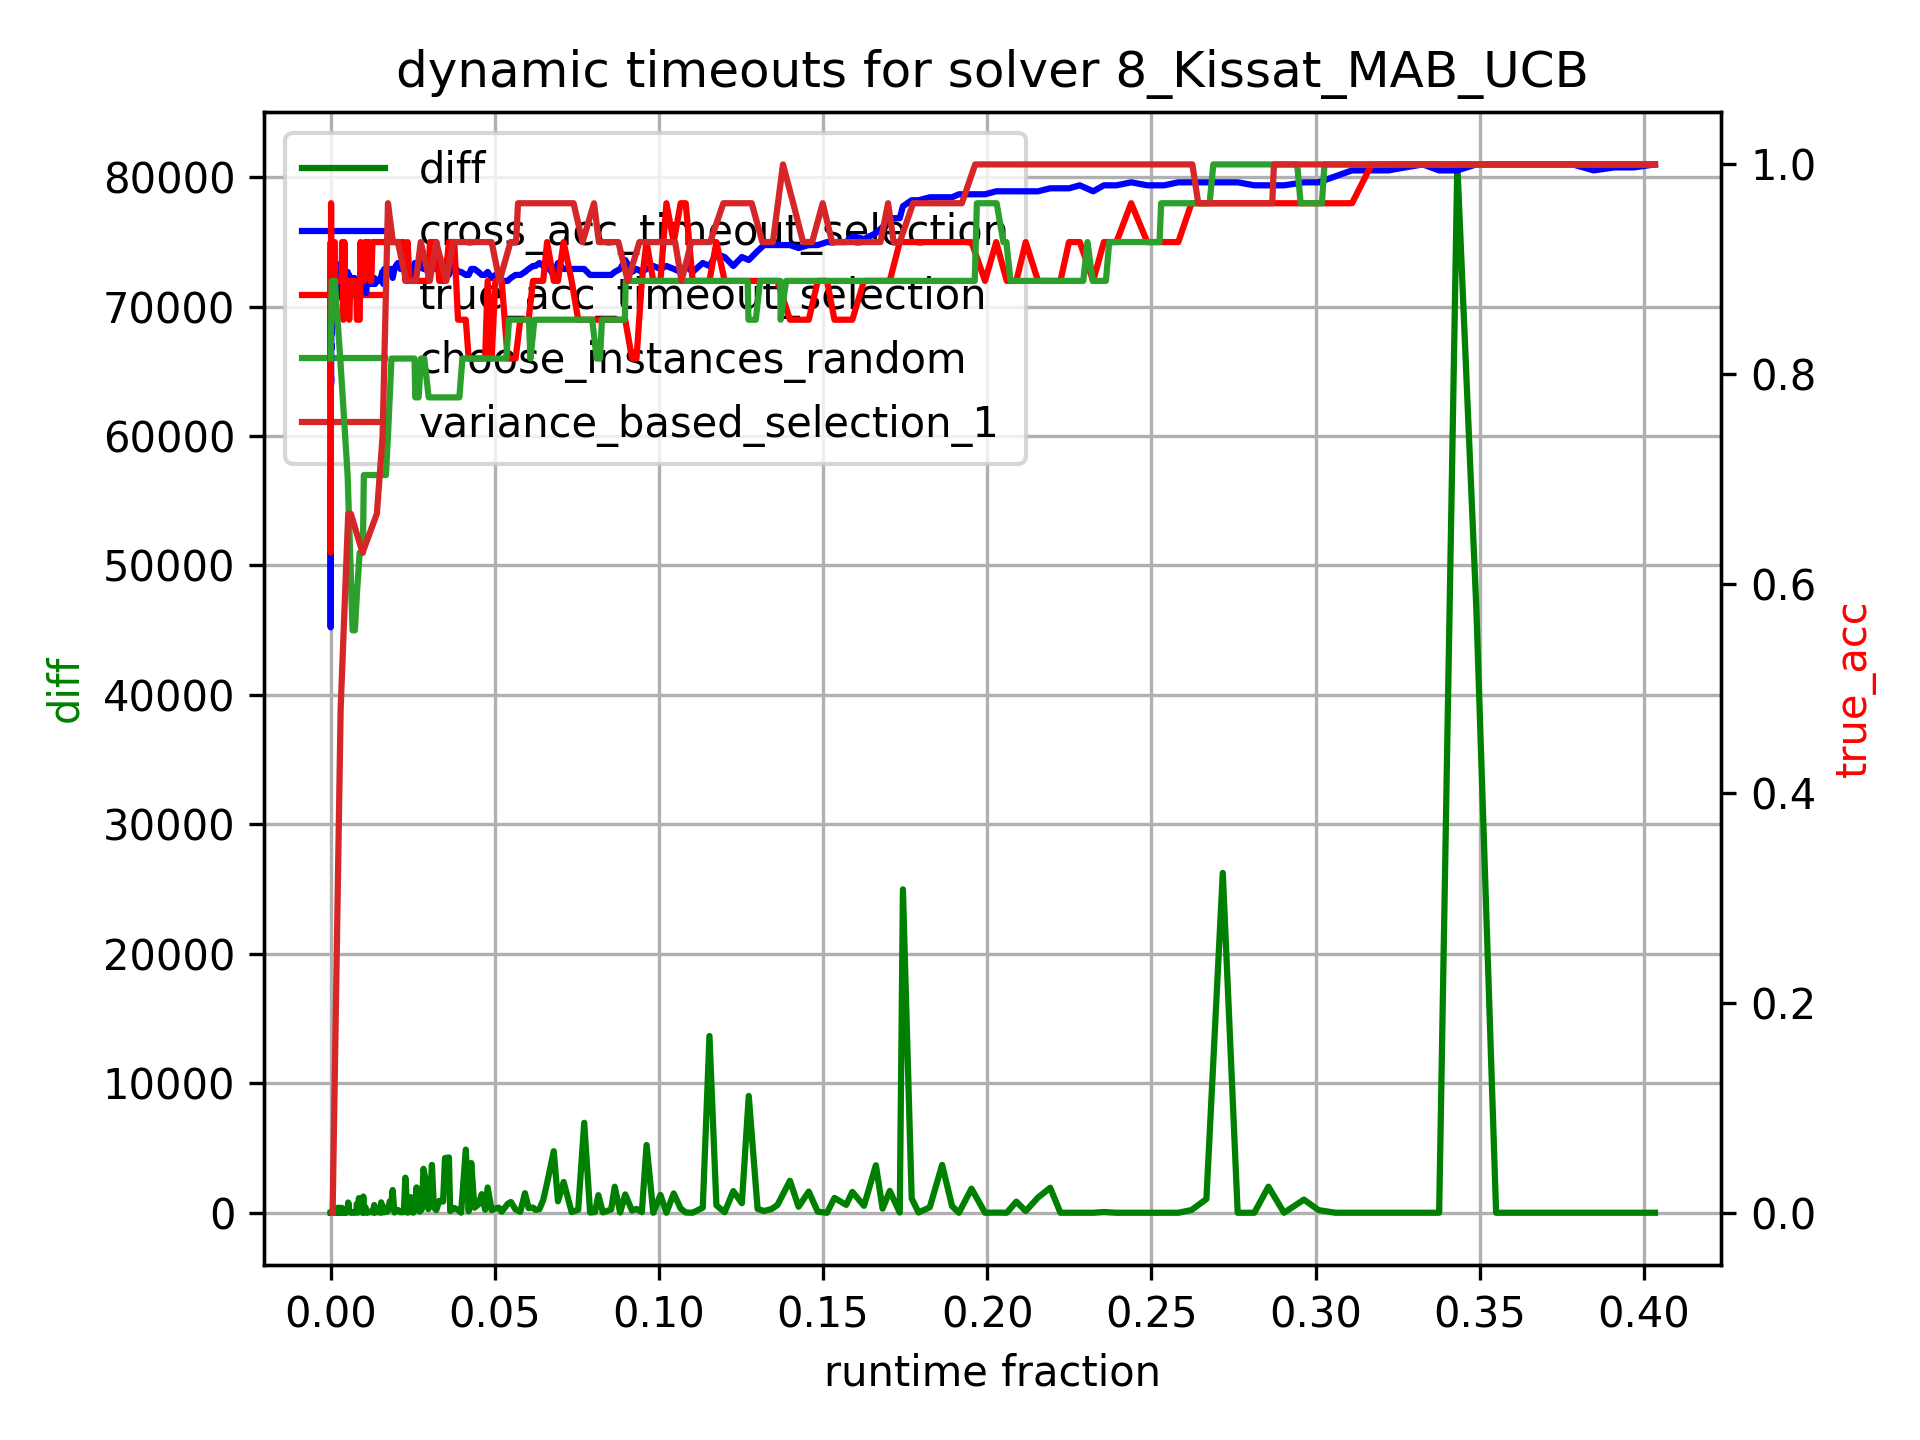 dynamic timeouts for solver 8_Kissat_MAB_UCB
diff
cross_acc_timeout_selection
true_acc_timeout_selection
choose_instances_random
variance_based_selection_1
80000
70000
60000
50000
40000
30000
20000
10000
0
diff
1.0
0.8
0.6
0.4
0.2
0.0
true_acc
0.00 0.05 0.10 0.15 0.20 0.25 0.30 0.35 0.40
runtime fraction